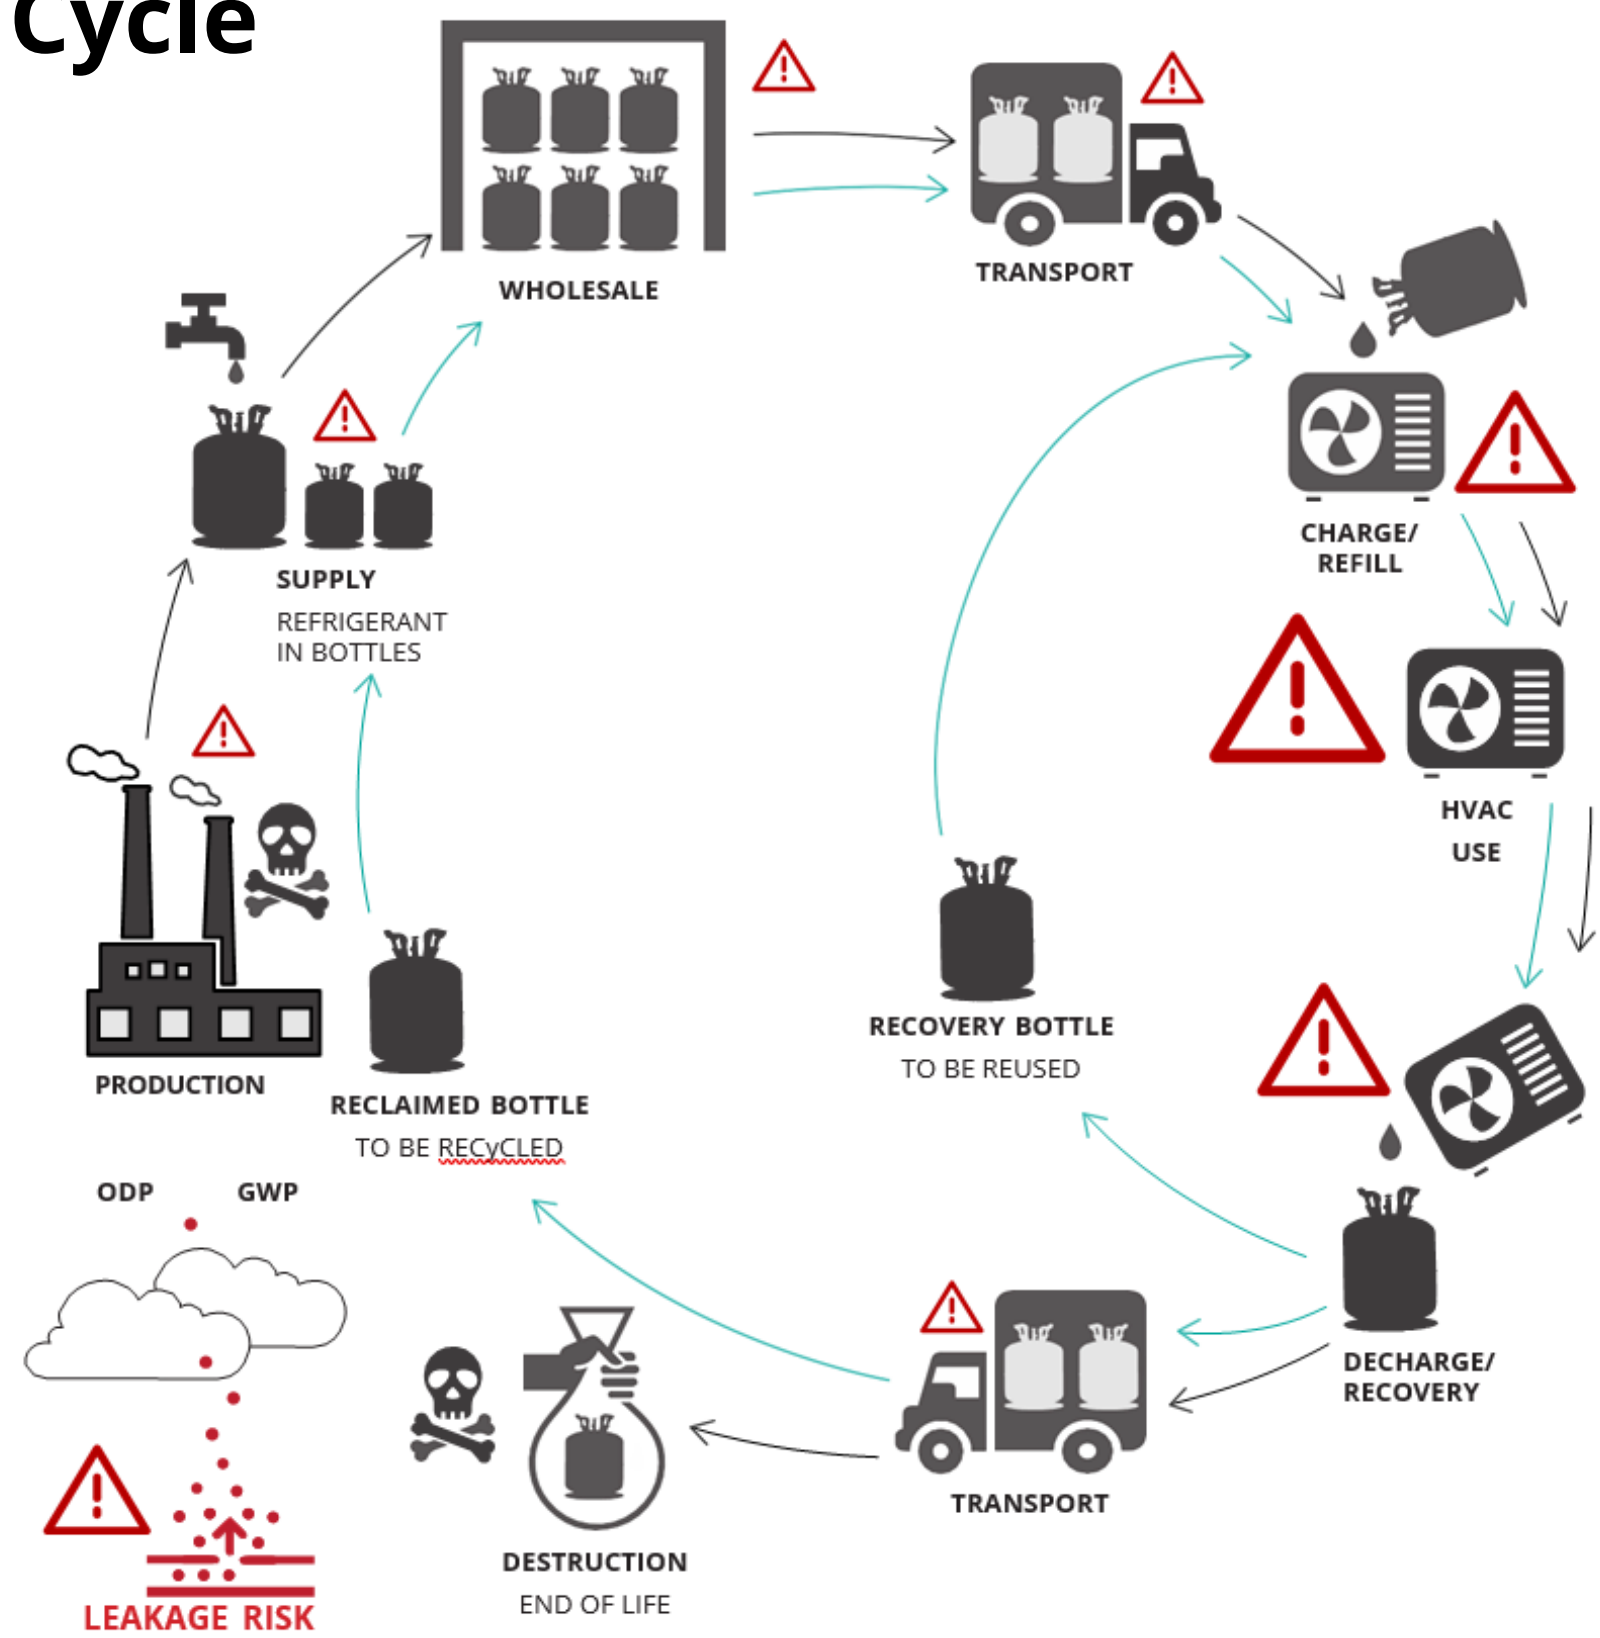 Cycle
WHOLESALE
TRANSPORT
CHARGE/
REFILL
SUPPLY
REFRIGERANT
IN BOTTLES
HVAC
USE
PRODUCTION
RECLAIMED BOTTLE
TO BE RECyCLED
RECOVERY BOTTLE
TO BE REUSED
DECHARGE/
RECOVERY
TRANSPORT
DESTRUCTION
END OF LIFE
ODP GWP
LEAKAGE RISK